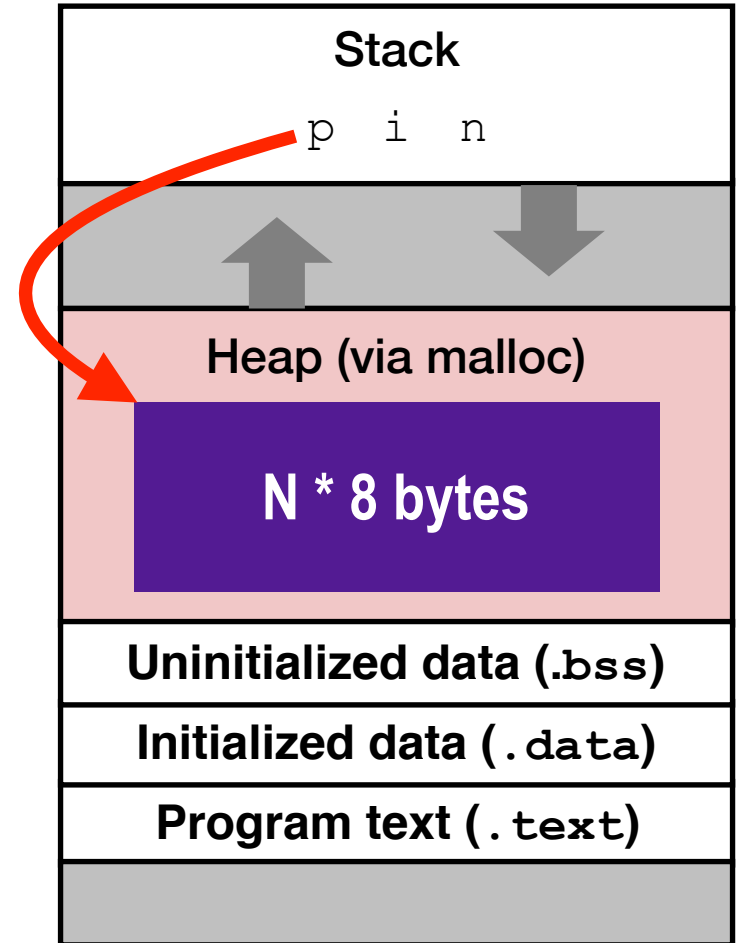 Stack
p i n
Heap (via malloc)
N * 8 bytes
Uninitialized data (.bss)
Initialized data (.data)
Program text (.text)